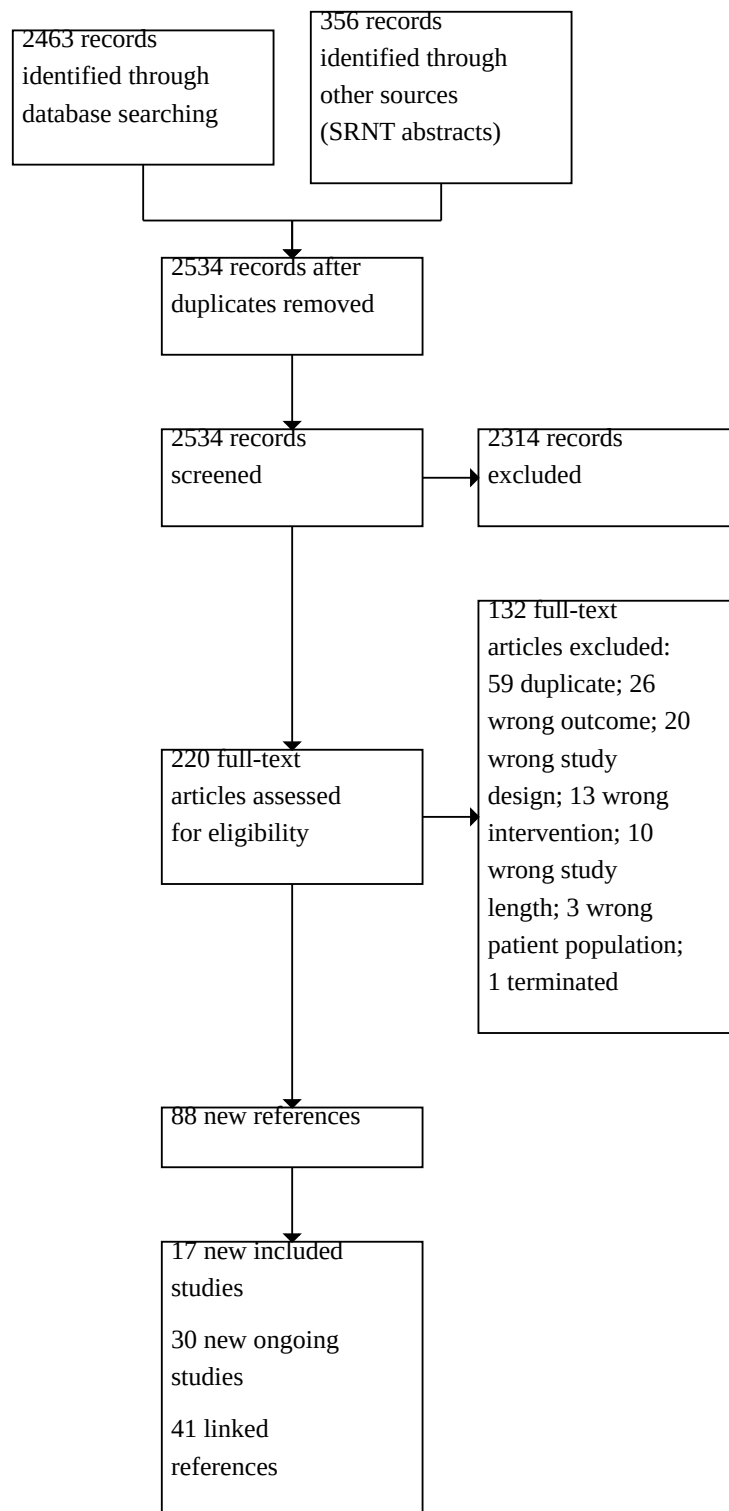 2463 records
identified through
database searching
356 records
identified through
other sources
(SRNT abstracts)
2534 records after
duplicates removed
2534 records
screened
2314 records
excluded
220 full-text
articles assessed
for eligibility
132 full-text
articles excluded:
59 duplicate; 26
wrong outcome; 20
wrong study
design; 13 wrong
intervention; 10
wrong study
length; 3 wrong
patient population;
1 terminated
88 new references
17 new included
studies
30 new ongoing
studies
41 linked
references